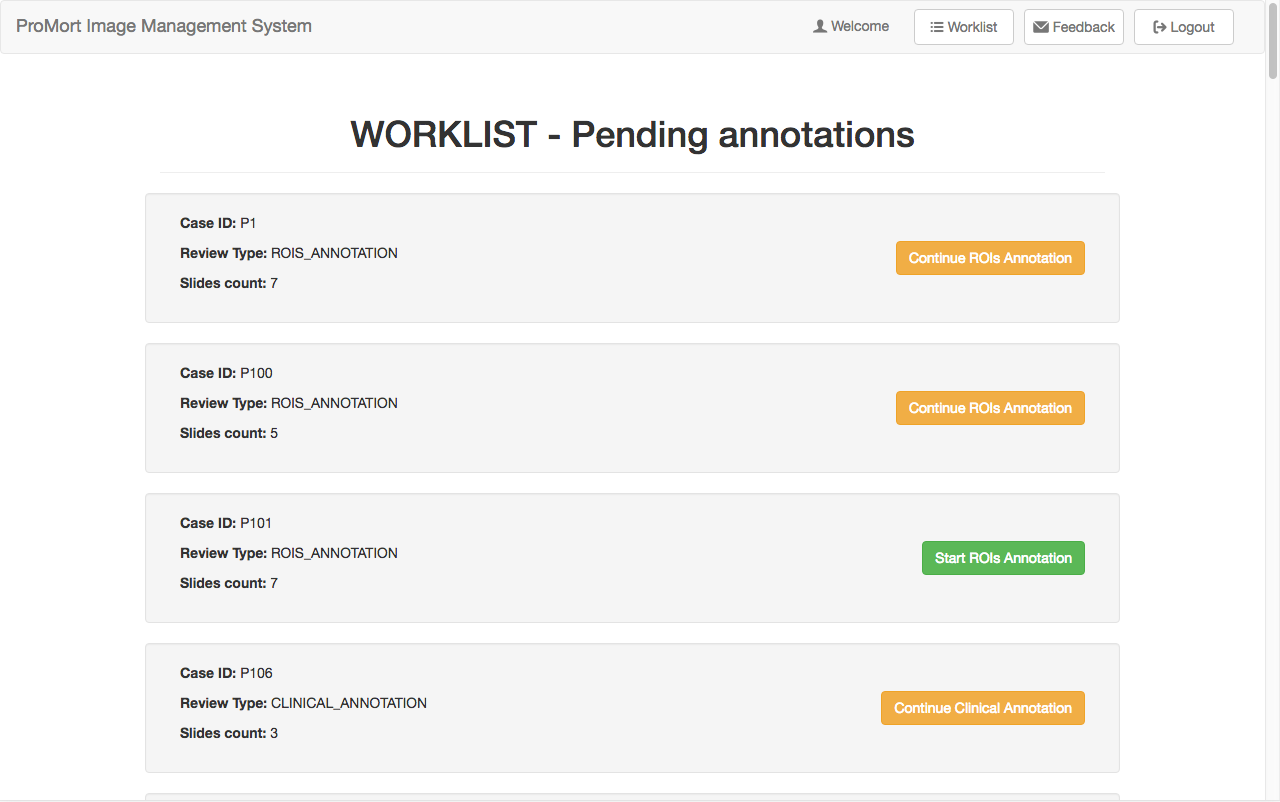 ProMort Image Management System
Welcome
Worklist
Feedback
Logout
WORKLIST - Pending annotations
Case ID: P1
Review Type: ROIS_ANNOTATION
Slides count: 7
Continue ROIs Annotation
Case ID: P100
Review Type: ROIS_ANNOTATION
Slides count: 5
Continue ROIs Annotation
Case ID: P101
Review Type: ROIS_ANNOTATION
Slides count: 7
Start ROIs Annotation
Case ID: P106
Review Type: CLINICAL_ANNOTATION
Slides count: 3
Continue Clinical Annotation